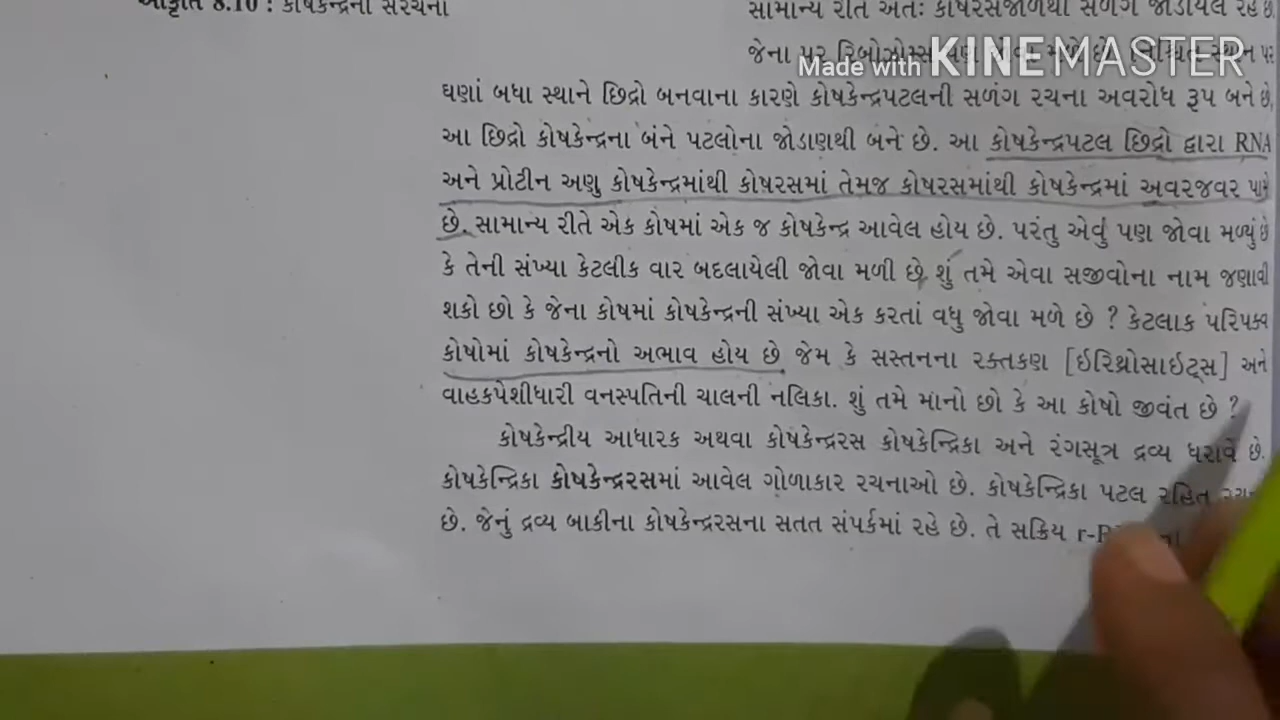 આકૃતિ 8.10 : કોષકેન્દ્રની સંરચના
સામાન્ય રીતે અંતઃ કોષરસજાળથી સળંગ જોડાયેલ રહે છે
જેના પર રિબોઝોમ્સ પણ જોવા મળે છે. નિશ્ચિત સ્થાન પર
Made with KINEMASTER
ઘણાં બધા સ્થાને છિદ્રો બનવાના કારણે કોષકેન્દ્રપટલની સળંગ રચના અવરોધ રૂપ બને છે,
આ છિદ્રો કોષકેન્દ્રના બંને પટલોના જોડાણથી બને છે. આ કોષકેન્દ્રપટલ છિદ્રો દ્વારા RNA
અને પ્રોટીન અણુ કોષકેન્દ્રમાંથી કોષરસમાં તેમજ કોષરસમાંથી કોષકેન્દ્રમાં અવરજવર પામે
છે. સામાન્ય રીતે એક કોષમાં એક જ કોષકેન્દ્ર આવેલ હોય છે. પરંતુ એવું પણ જોવા મળ્યું છે
કે તેની સંખ્યા કેટલીક વાર બદલાયેલી જોવા મળી છે, શું તમે એવા સજીવોના નામ જણાવી
શકો છો કે જેના કોષમાં કોષકેન્દ્રની સંખ્યા એક કરતાં વધુ જોવા મળે છે ? કેટલાક પરિપક્વ
કોષોમાં કોષકેન્દ્રનો અભાવ હોય છે જેમ કે સસ્તનના રક્તકણ [ઈરિથ્રોસાઇટ્સ] અને
વાહકપેશીધારી વનસ્પતિની ચાલની નલિકા. શું તમે માનો છો કે આ કોષો જીવંત છે ?
કોષકેન્દ્રીય આધારક અથવા કોષકેન્દ્રરસ કોષકેન્દ્રિકા અને રંગસૂત્ર દ્રવ્ય ધરાવે છે.
કોષકેન્દ્રિકા કોષકેન્દ્રરસમાં આવેલ ગોળાકાર રચનાઓ છે. કોષકેન્દ્રિકા પટલ રહિત
છે. જેનું દ્રવ્ય બાકીના કોષકેન્દ્રરસના સતત સંપર્કમાં રહે છે. તે સક્રિય